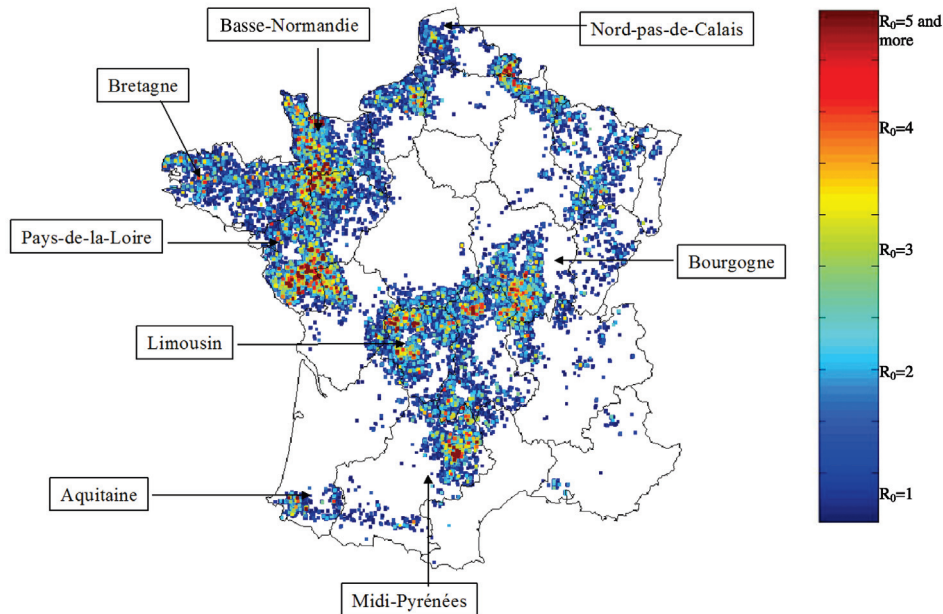 Basse-Normandie
Nord-pas-de-Calais
Bretagne
Pays-de-la-Loire
Bourgogne
Limousin
Aquitaine
Midi-Pyrénées
R₀=5 and
more
R₀=4
R₀=3
R₀=2
R₀=1